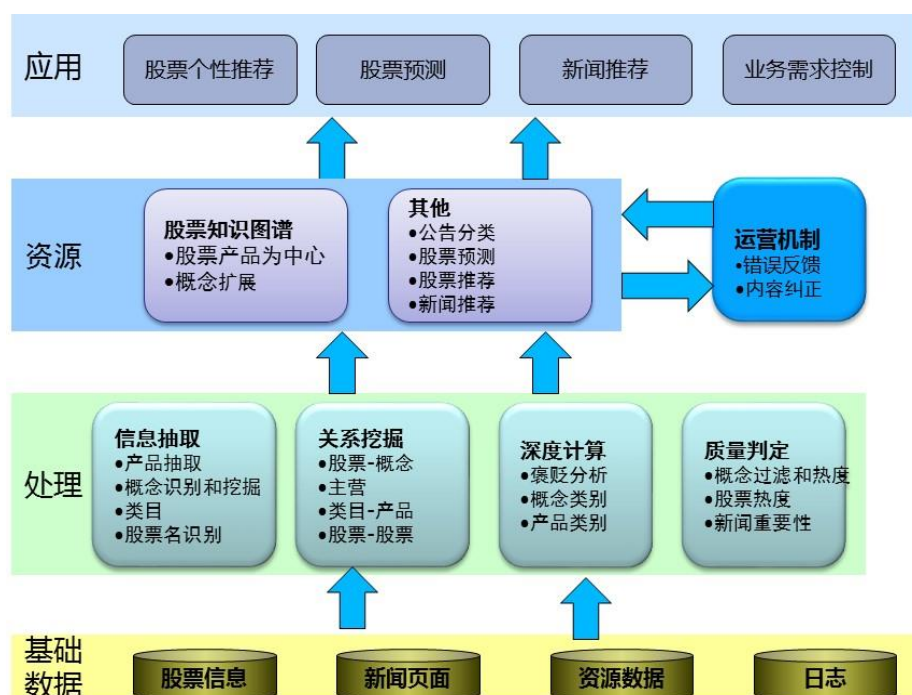 应用
股票个性推荐
股票预测
新闻推荐
业务需求控制
资源
股票知识图谱
•股票产品为中心
•概念扩展
其他
•公告分类
•股票预测
•股票推荐
•新闻推荐
运营机制
•错误反馈
•内容纠正
处理
信息抽取
•产品抽取
•概念识别和挖掘
•类目
•股票名识别
关系挖掘
•股票-概念
•主营
•类目-产品
•股票-股票
深度计算
•褒贬分析
•概念类别
•产品类别
质量判定
•概念过滤和热度
•股票热度
•新闻重要性
基础
数据
股票信息
新闻页面
资源数据
日志